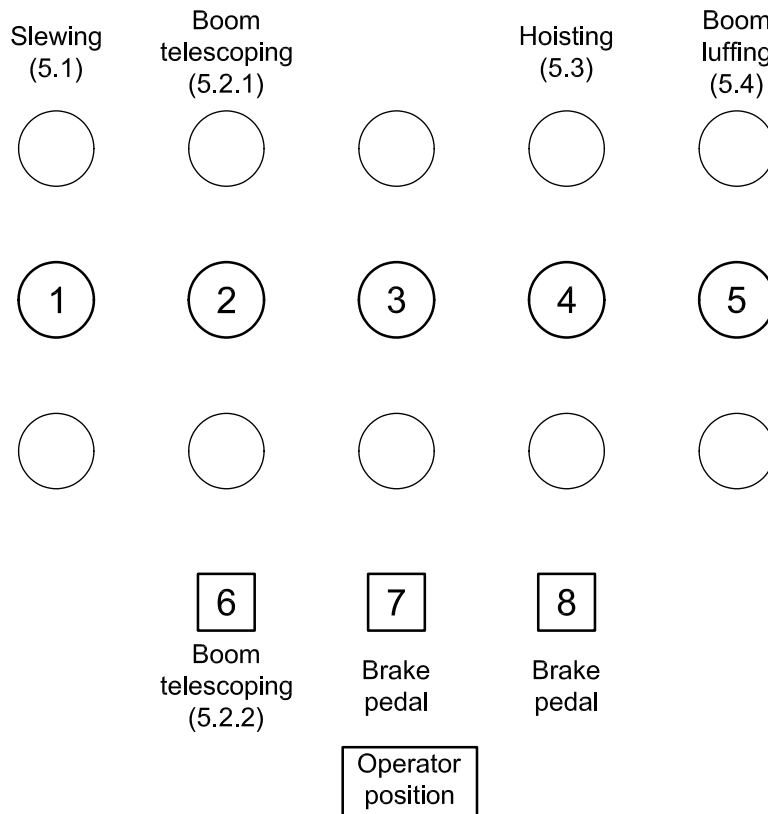 Slewing
(5.1)
Boom
telescoping
(5.2.1)
Hoisting
(5.3)
Boom
luffing
(5.4)
1
2
3
4
5
6
7
8
Boom
telescoping
(5.2.2)
Brake
pedal
Brake
pedal
Operator
position